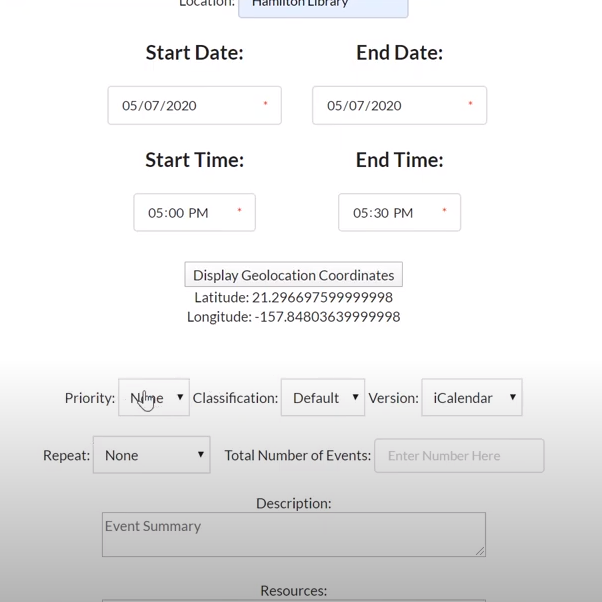 Location: Hamilton Library
Start Date: End Date:
05/07/2020 * 05/07/2020 *
Start Time: End Time:
05:00 PM * 05:30 PM *
Display Geolocation Coordinates
Latitude: 21.296697599999998
Longitude: -157.84803639999998
Priority: None Classification: Default Version: iCalendar
Repeat: None Total Number of Events: Enter Number Here
Description:
Event Summary
Resources: